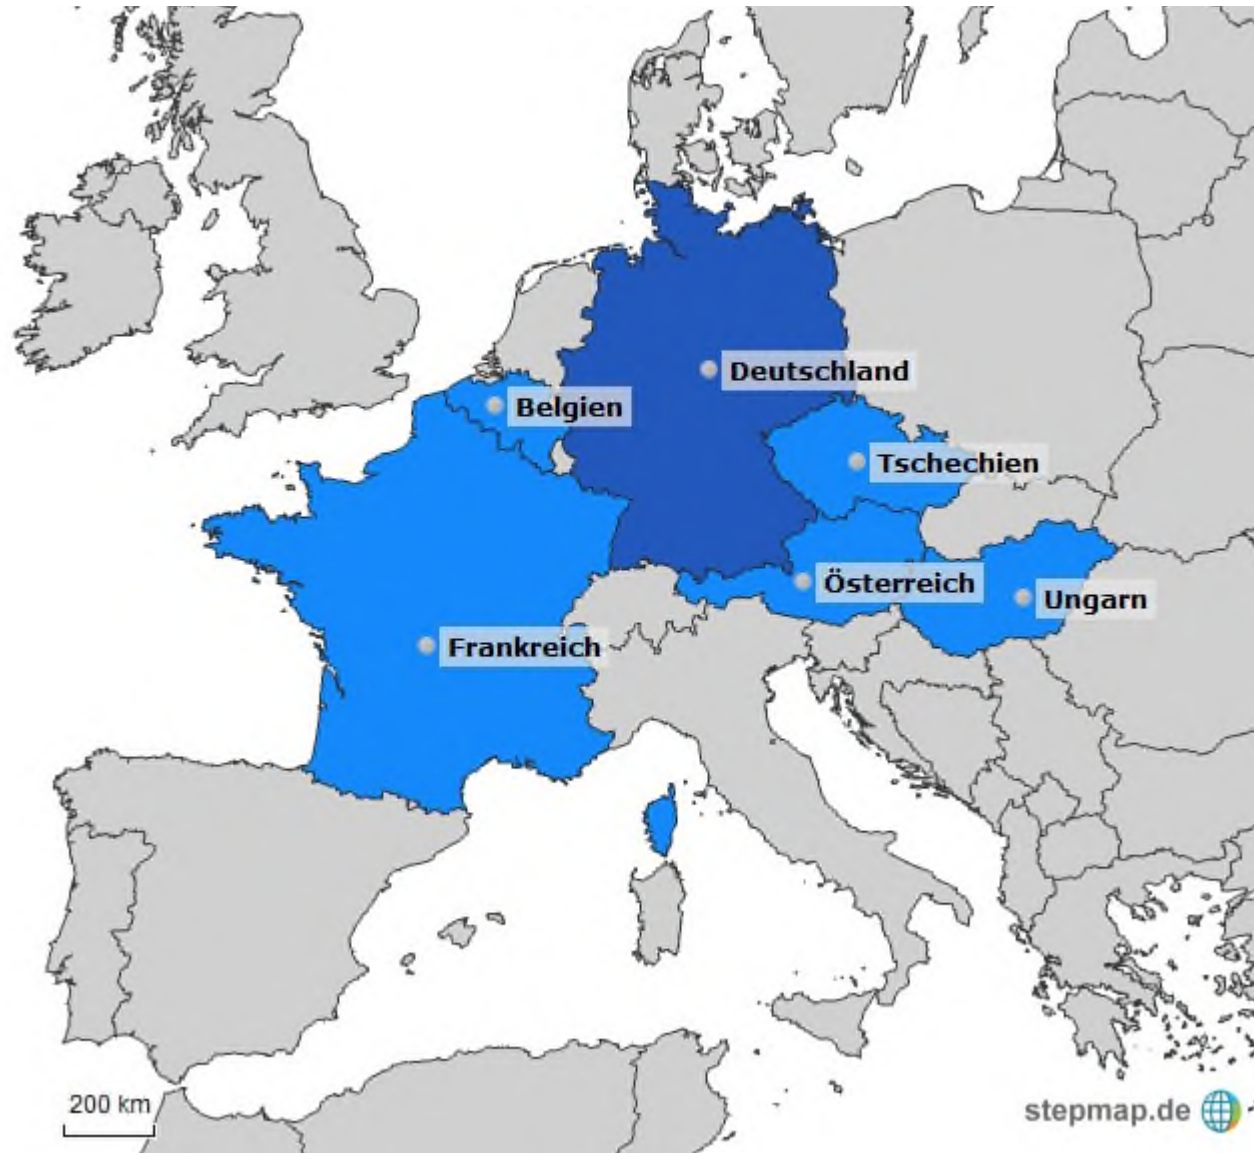 Deutschland
Belgien
Tschechien
Österreich
Ungarn
Frankreich
200 km
stepmap.de